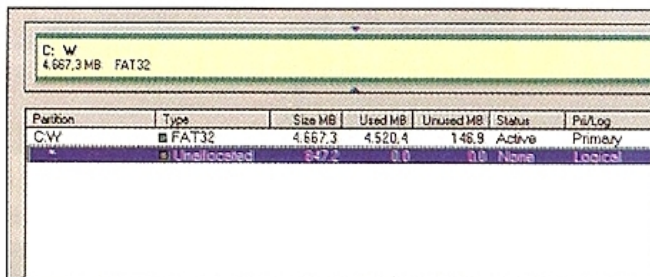 C: W
4.667,3 MB FAT32
Partition Type Size MB Used MB Unused MB Status Pri/Log
C:W FAT32 4.667,3 4.520,4 146,9 Active Primary
* Unallocated 847,2 0,0 0,0 None Logical